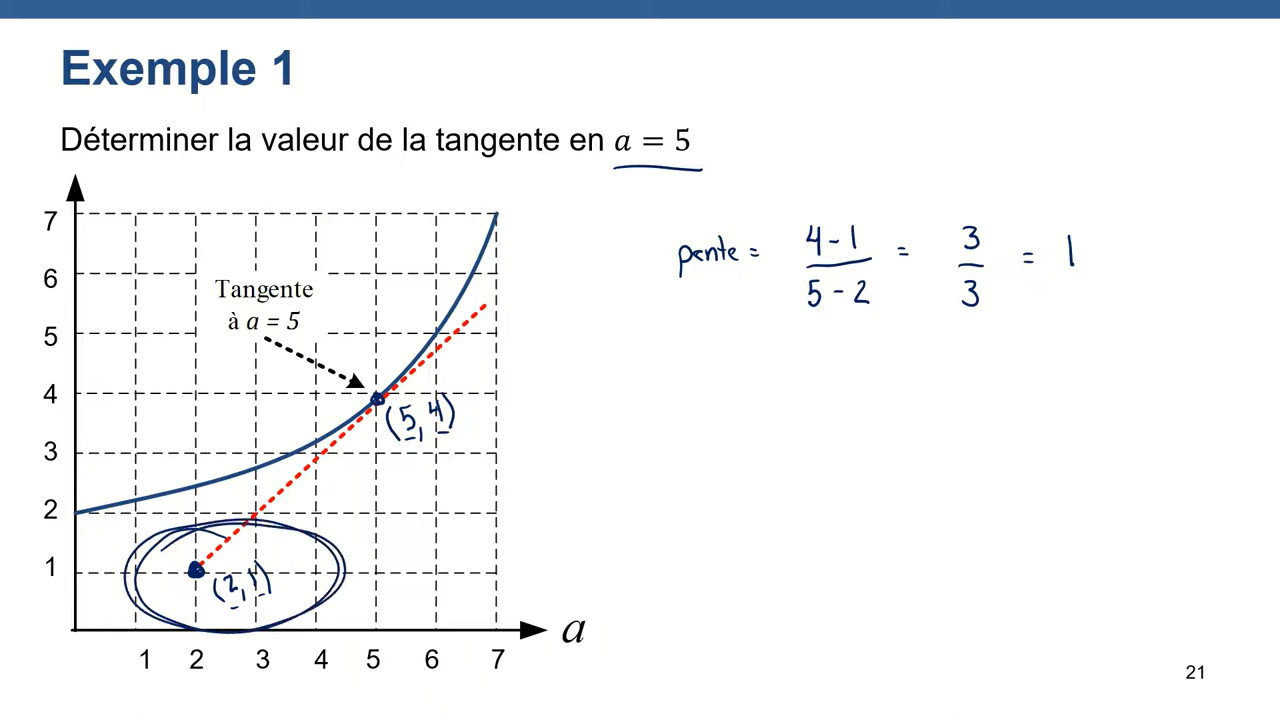 Exemple 1
Déterminer la valeur de la tangente en a = 5
7
6
5
4
3
2
1
Tangente
à a = 5
(5, 4)
(2, 1)
1 2 3 4 5 6 7
a
pente = 4 - 1 / 5 - 2 = 3 / 3 = 1
21